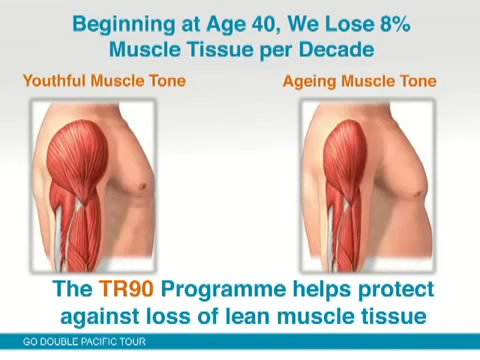 Beginning at Age 40, We Lose 8%
Muscle Tissue per Decade
Youthful Muscle Tone
Ageing Muscle Tone
The TR90 Programme helps protect
against loss of lean muscle tissue
GO DOUBLE PACIFIC TOUR